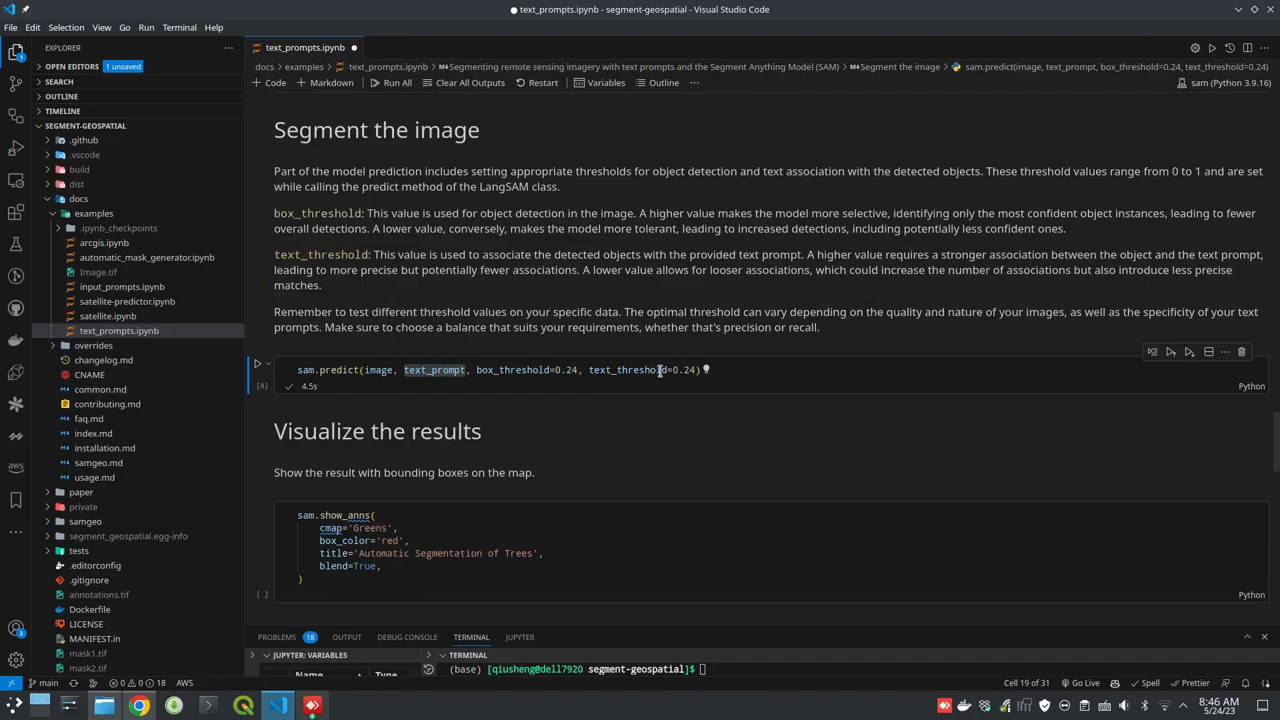 text_prompts.ipynb - segment-geospatial - Visual Studio Code
File Edit Selection View Go Run Terminal Help
EXPLORER
OPEN EDITORS 1 unsaved
SEARCH
OUTLINE
TIMELINE
SEGMENT-GEOSPATIAL
.github
.vscode
build
dist
docs
examples
.ipynb_checkpoints
arcgis.ipynb
automatic_mask_generator.ipynb
Image.tif
input_prompts.ipynb
satellite-predictor.ipynb
satellite.ipynb
text_prompts.ipynb
overrides
changelog.md
CNAME
common.md
contributing.md
faq.md
index.md
installation.md
samgeo.md
usage.md
paper
private
samgeo
segment_geospatial.egg-info
tests
.editorconfig
.gitignore
annotations.tif
Dockerfile
LICENSE
MANIFEST.in
mask1.tif
mask2.tif
text_prompts.ipynb
docs > examples > text_prompts.ipynb > Segmenting remote sensing imagery with text prompts and the Segment Anything Model (SAM) > Segment the image > sam.predict(image, text_prompt, box_threshold=0.24, text_threshold=0.24)
+ Code + Markdown Run All Clear All Outputs Restart Variables Outline ... sam (Python 3.9.16)
Segment the image
Part of the model prediction includes setting appropriate thresholds for object detection and text association with the detected objects. These threshold values range from 0 to 1 and are set
while calling the predict method of the LangSAM class.
box_threshold: This value is used for object detection in the image. A higher value makes the model more selective, identifying only the most confident object instances, leading to fewer
overall detections. A lower value, conversely, makes the model more tolerant, leading to increased detections, including potentially less confident ones.
text_threshold: This value is used to associate the detected objects with the provided text prompt. A higher value requires a stronger association between the object and the text prompt,
leading to more precise but potentially fewer associations. A lower value allows for looser associations, which could increase the number of associations but also introduce less precise
matches.
Remember to test different threshold values on your specific data. The optimal threshold can vary depending on the quality and nature of your images, as well as the specificity of your text
prompts. Make sure to choose a balance that suits your requirements, whether that's precision or recall.
sam.predict(image, text_prompt, box_threshold=0.24, text_threshold=0.24)
[8] 4.5s Python
Visualize the results
Show the result with bounding boxes on the map.
sam.show_anns(
cmap='Greens',
box_color='red',
title='Automatic Segmentation of Trees',
blend=True,
)
[ ] Python
PROBLEMS 18 OUTPUT DEBUG CONSOLE TERMINAL JUPYTER
JUPYTER: VARIABLES
Name Type
TERMINAL
(base) [qiusheng@dell7920 segment-geospatial]$
main 0 0 18 AWS Cell 19 of 31 Go Live Spell Prettier
8:46 AM
5/24/23